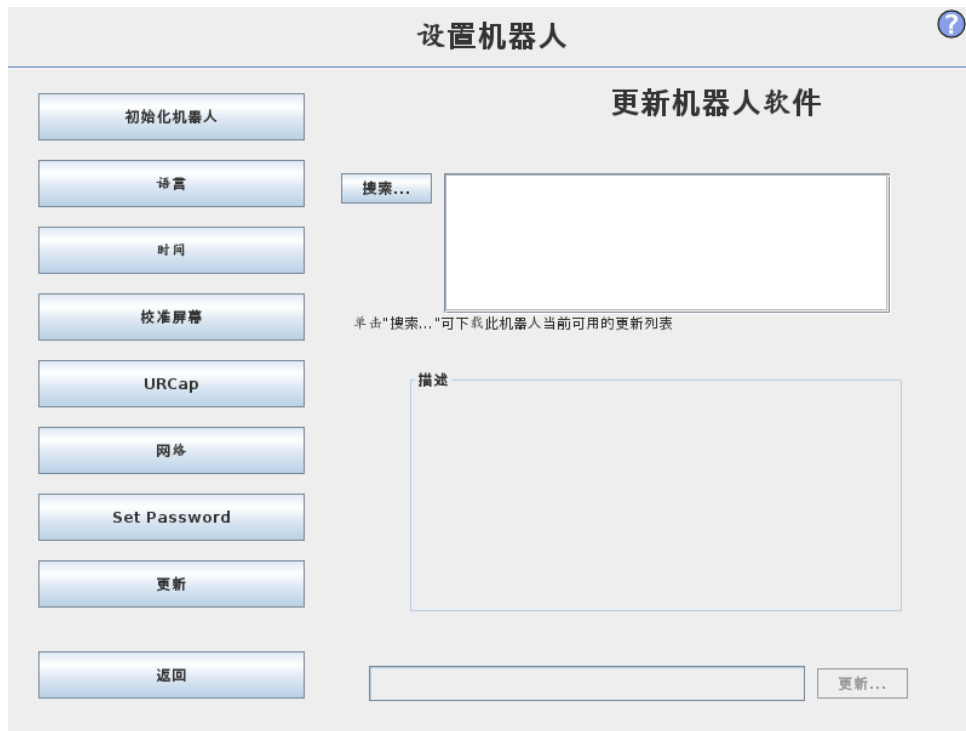 设置机器人
?
更新机器人软件
初始化机器人
语言
时间
校准屏幕
URCap
网络
Set Password
更新
返回
搜索...
单击"搜索..."可下载此机器人当前可用的更新列表
描述
更新...